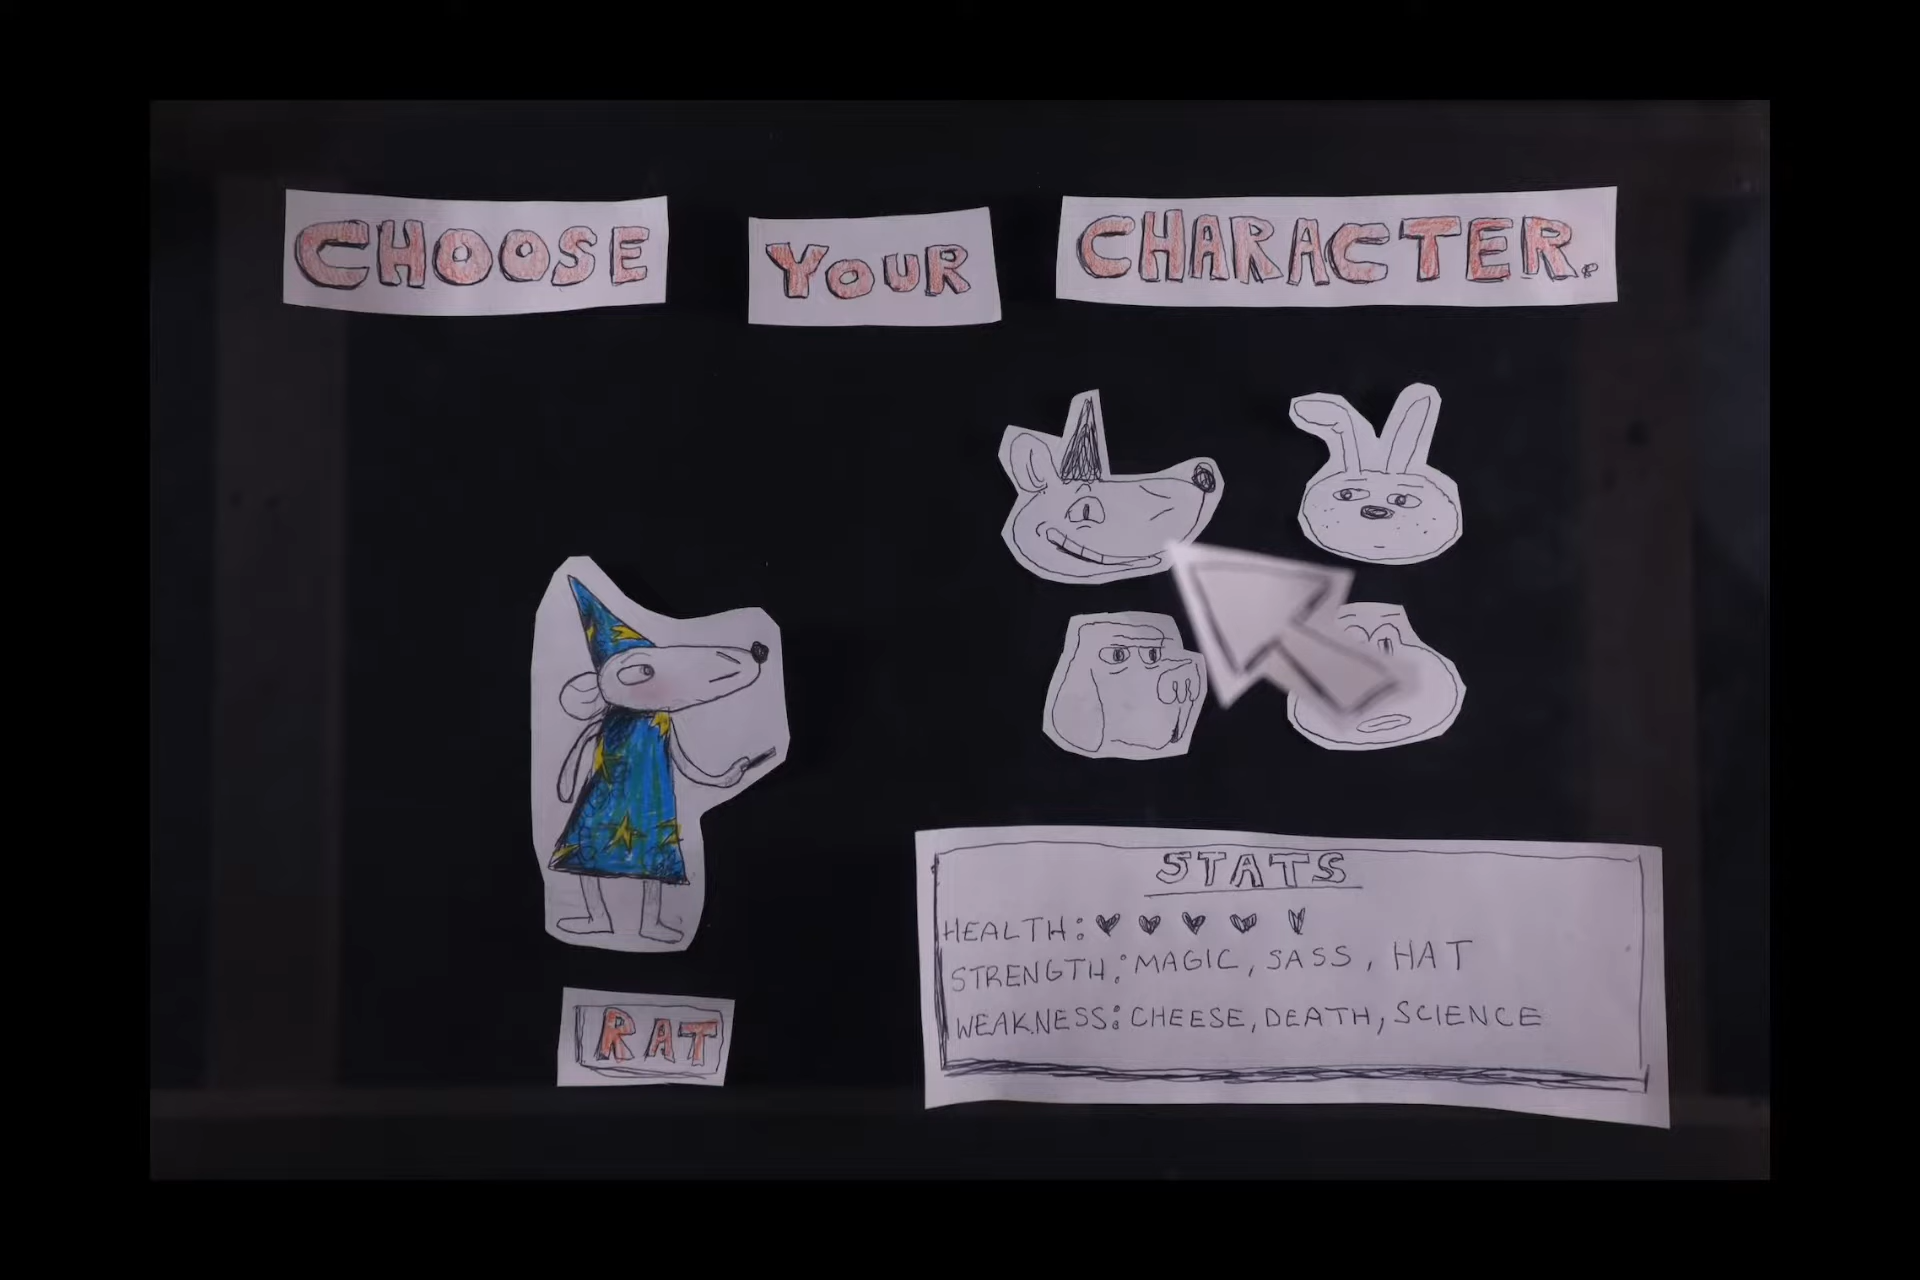 CHOOSE YOUR CHARACTER.
RAT
STATS
HEALTH:
STRENGTH: MAGIC, SASS, HAT
WEAKNESS: CHEESE, DEATH, SCIENCE